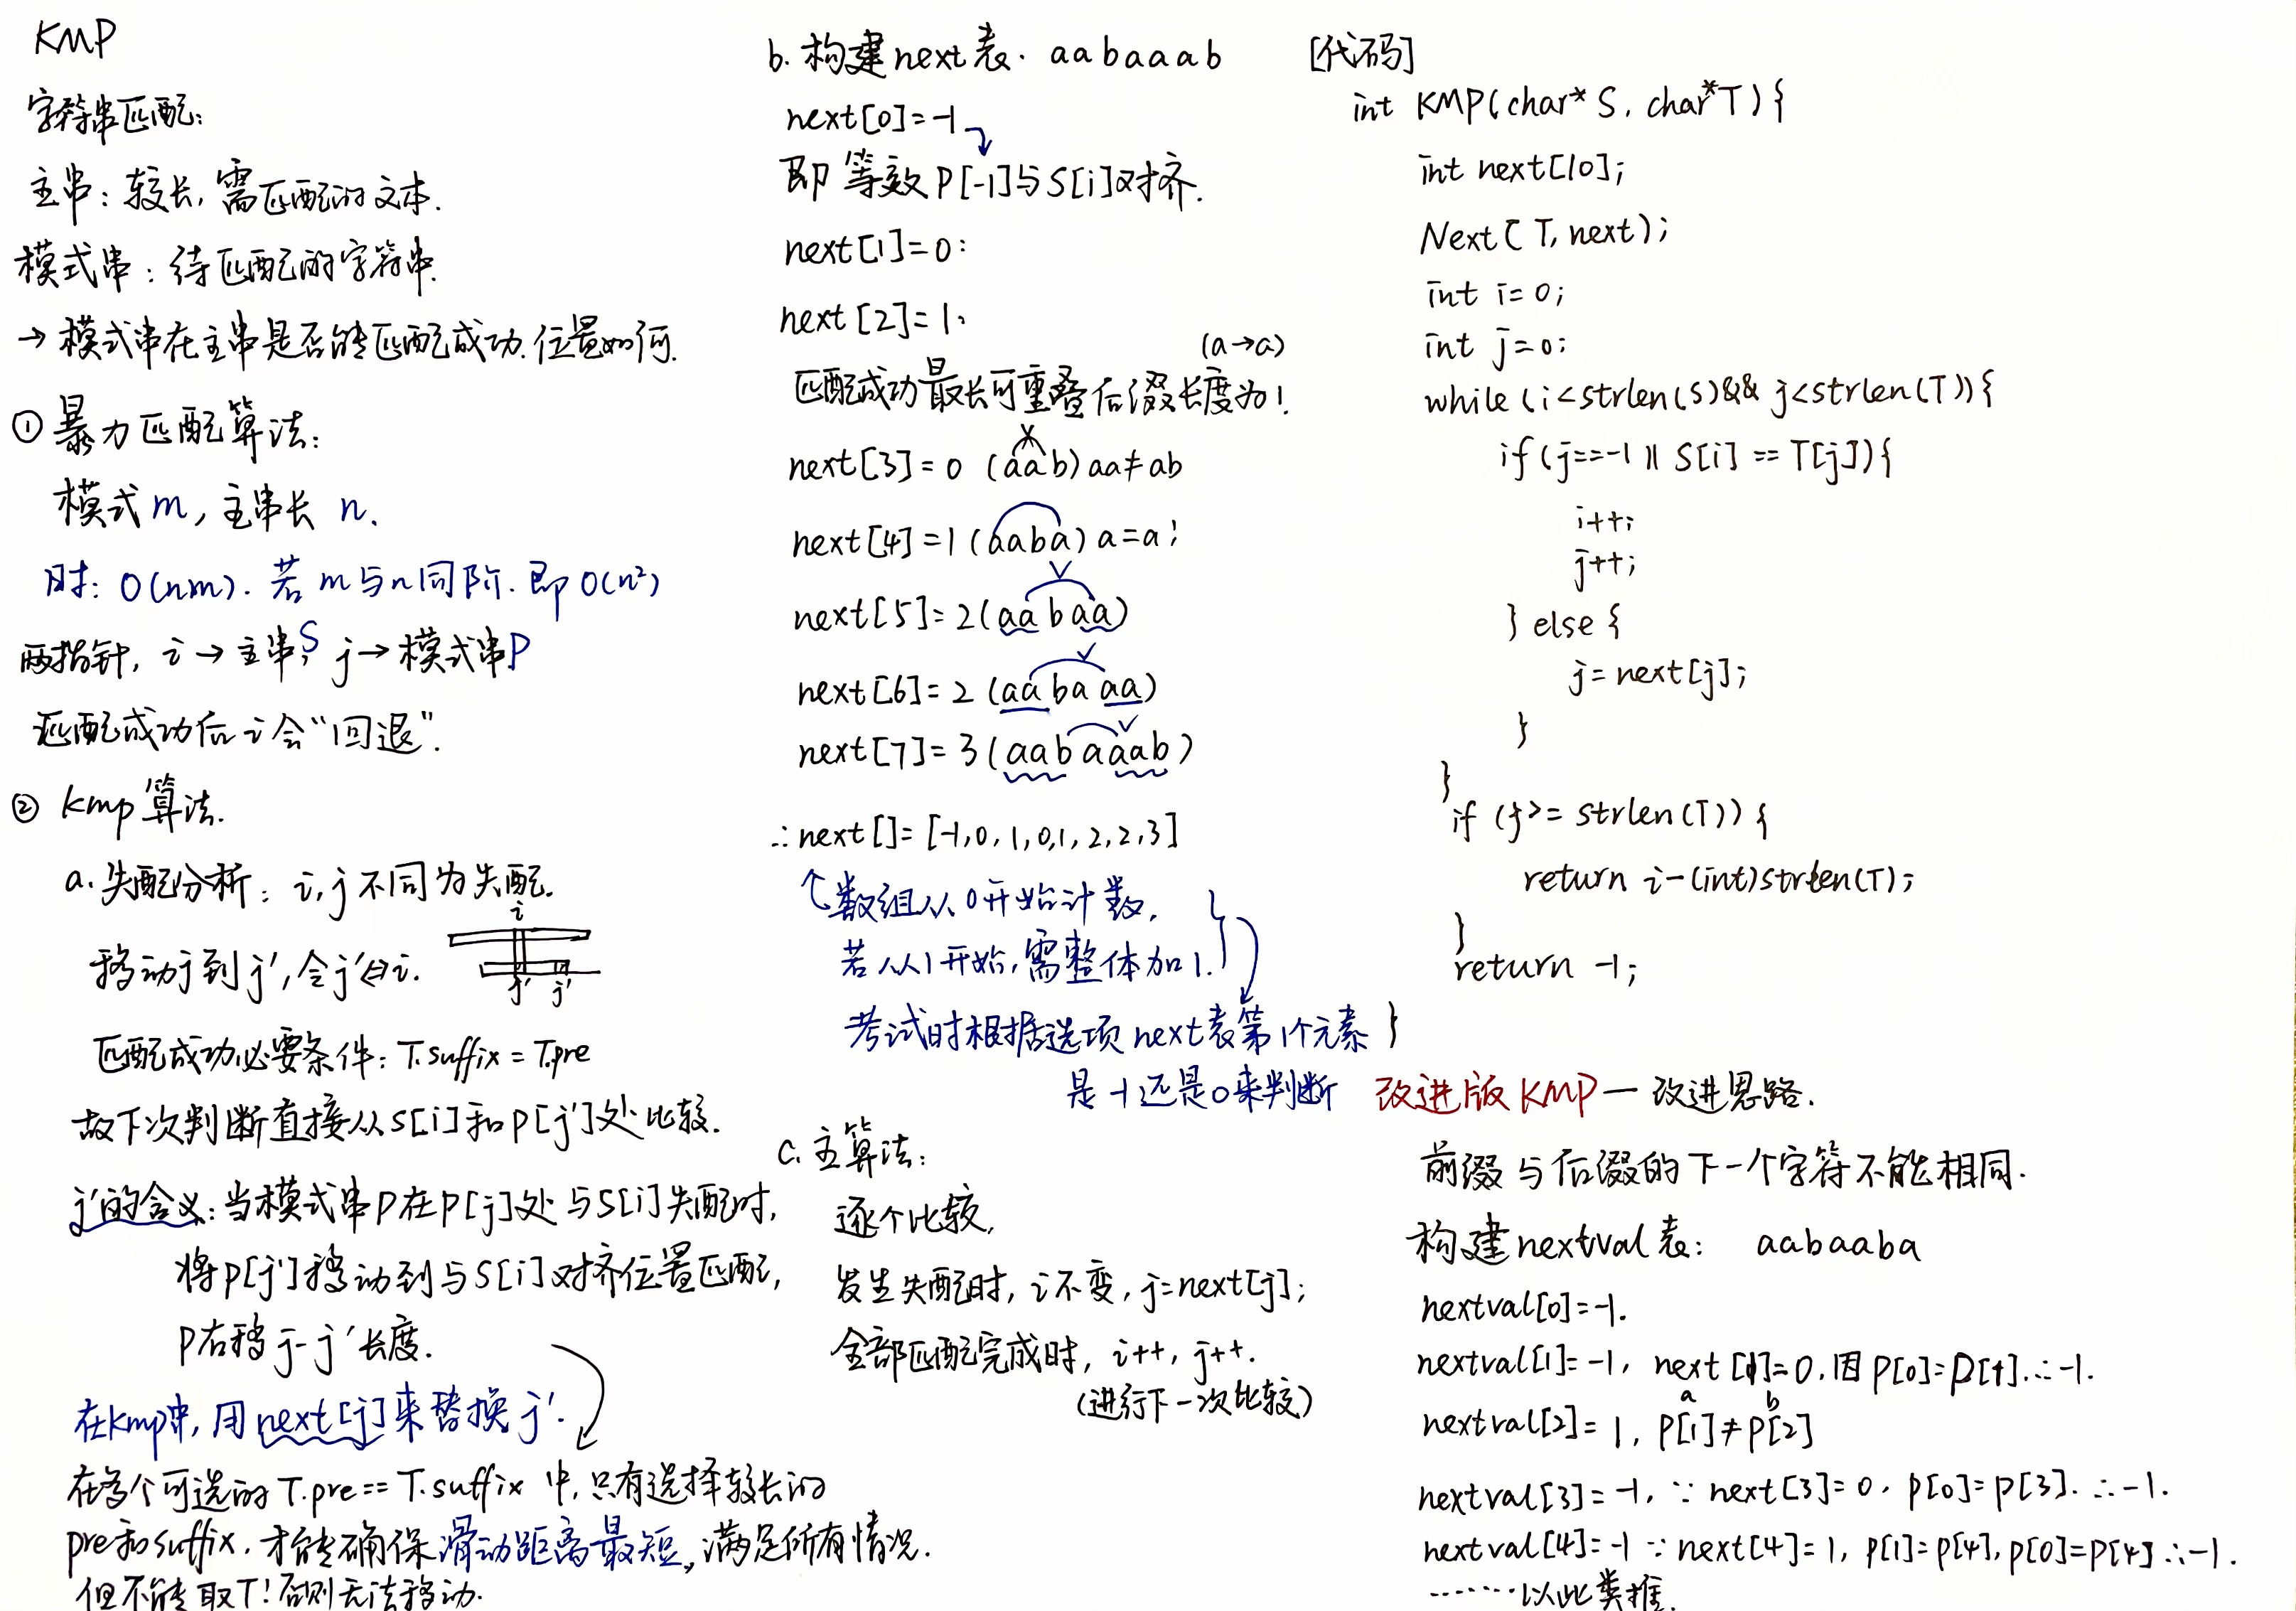 KMP
字符串匹配:
主串: 较长, 需匹配的文本.
模式串: 待匹配的字符串.
→ 模式串在主串是否能匹配成功. 位置如何.
① 暴力匹配算法:
模式 m, 主串长 n.
时: O(nm). 若 m 与 n 同阶. 即 O(n²)
两指针, i → 主串S, j → 模式串P
匹配成功后 i 会“回退”.
② kmp 算法.
a. 失配分析: i, j 不同为失配.
移动 j 到 j', 令 j'⇔i.
i
j' j'
匹配成功必要条件: T.suffix = T.pre
故下次判断直接从 S[i] 和 P[j'] 处比较.
j'的含义: 当模式串 P 在 P[j] 处与 S[i] 失配时,
将 P[j'] 移动到与 S[i] 对齐位置匹配,
P右移 j-j' 长度.
在kmp中, 用 next[j] 来替换 j'.
在多个可选的 T.pre == T.suffix 中, 只有选择较长的
pre和suffix. 才能确保滑动距离最短, 满足所有情况.
但不能取T! 否则无法移动.
b. 构建 next 表. aabaaab
next[0]=-1
即 等效 P[-1] 与 S[i] 对齐.
next[1]=0:
next[2]=1:
(a→a)
匹配成功最长可重叠后缀长度为1.
next[3]=0 (aab) aa≠ab
next[4]=1 (aaba) a=a!
next[5]=2 (aabaa)
next[6]=2 (aabaaa)
next[7]=3 (aabaaab)
∴ next[]=[-1,0,1,0,1,2,2,3]
↑数组从0开始计数.
若从1开始, 需整体加1.
考试时根据选项 next表第1个元素
是-1还是0来判断
c. 主算法:
逐个比较,
发生失配时, i不变, j=next[j];
全部匹配完成时, i++, j++.
(进行下一次比较)
[代码]
int KMP(char* S, char* T){
int next[10];
Next(T, next);
int i=0;
int j=0;
while(i<strlen(S)&& j<strlen(T)){
if(j==-1 || S[i] == T[j]){
i++;
j++;
} else {
j=next[j];
}
}
if (j>= strlen(T)) {
return i-(int)strlen(T);
}
return -1;
}
改进版 KMP — 改进思路.
前缀与后缀的下一个字符不能相同.
构建 nextval 表: aabaaba
nextval[0]=-1.
nextval[1]=-1, next[1]=0, 因 P[0]=P[1].∴-1.
a b
nextval[2]= 1, P[1]≠P[2]
nextval[3]=-1, ∵ next[3]=0, P[0]=P[3]. ∴-1.
nextval[4]=-1 ∵ next[4]=1, P[1]=P[4], P[0]=P[4] ∴-1.
……以此类推.